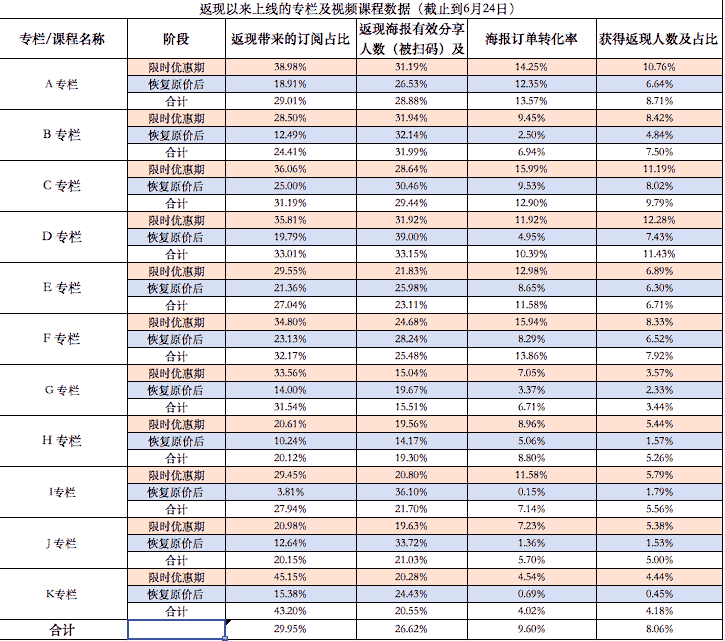 返现以来上线的专栏及视频课程数据（截止到6月24日）
专栏/课程名称 阶段 返现带来的订阅占比 返现海报有效分享人数（被扫码）及 海报订单转化率 获得返现人数及占比
A专栏 限时优惠期 38.98% 31.19% 14.25% 10.76%
恢复原价后 18.91% 26.53% 12.35% 6.64%
合计 29.01% 28.88% 13.57% 8.71%
B 专栏 限时优惠期 28.50% 31.94% 9.45% 8.42%
恢复原价后 12.49% 32.14% 2.50% 4.84%
合计 24.41% 31.99% 6.94% 7.50%
C 专栏 限时优惠期 36.06% 28.64% 15.99% 11.19%
恢复原价后 25.00% 30.46% 9.53% 8.02%
合计 31.19% 29.44% 12.90% 9.79%
D 专栏 限时优惠期 35.81% 31.92% 11.92% 12.28%
恢复原价后 19.79% 39.00% 4.95% 7.43%
合计 33.01% 33.15% 10.39% 11.43%
E 专栏 限时优惠期 29.55% 21.83% 12.98% 6.89%
恢复原价后 21.36% 25.98% 8.65% 6.30%
合计 27.04% 23.11% 11.58% 6.71%
F 专栏 限时优惠期 34.80% 24.68% 15.94% 8.33%
恢复原价后 23.13% 28.24% 8.29% 6.52%
合计 32.17% 25.48% 13.86% 7.92%
G 专栏 限时优惠期 33.56% 15.04% 7.05% 3.57%
恢复原价后 14.00% 19.67% 3.37% 2.33%
合计 31.54% 15.51% 6.71% 3.44%
H 专栏 限时优惠期 20.61% 19.56% 8.96% 5.44%
恢复原价后 10.24% 14.17% 5.06% 1.57%
合计 20.12% 19.30% 8.80% 5.26%
I专栏 限时优惠期 29.45% 20.80% 11.58% 5.79%
恢复原价后 3.81% 36.10% 0.15% 1.79%
合计 27.94% 21.70% 7.14% 5.56%
J专栏 限时优惠期 20.98% 19.63% 7.23% 5.38%
恢复原价后 12.64% 33.72% 1.36% 1.53%
合计 20.15% 21.03% 5.70% 5.00%
K专栏 限时优惠期 45.15% 20.28% 4.54% 4.44%
恢复原价后 15.38% 24.43% 0.69% 0.45%
合计 43.20% 20.55% 4.02% 4.18%
合计 29.95% 26.62% 9.60% 8.06%